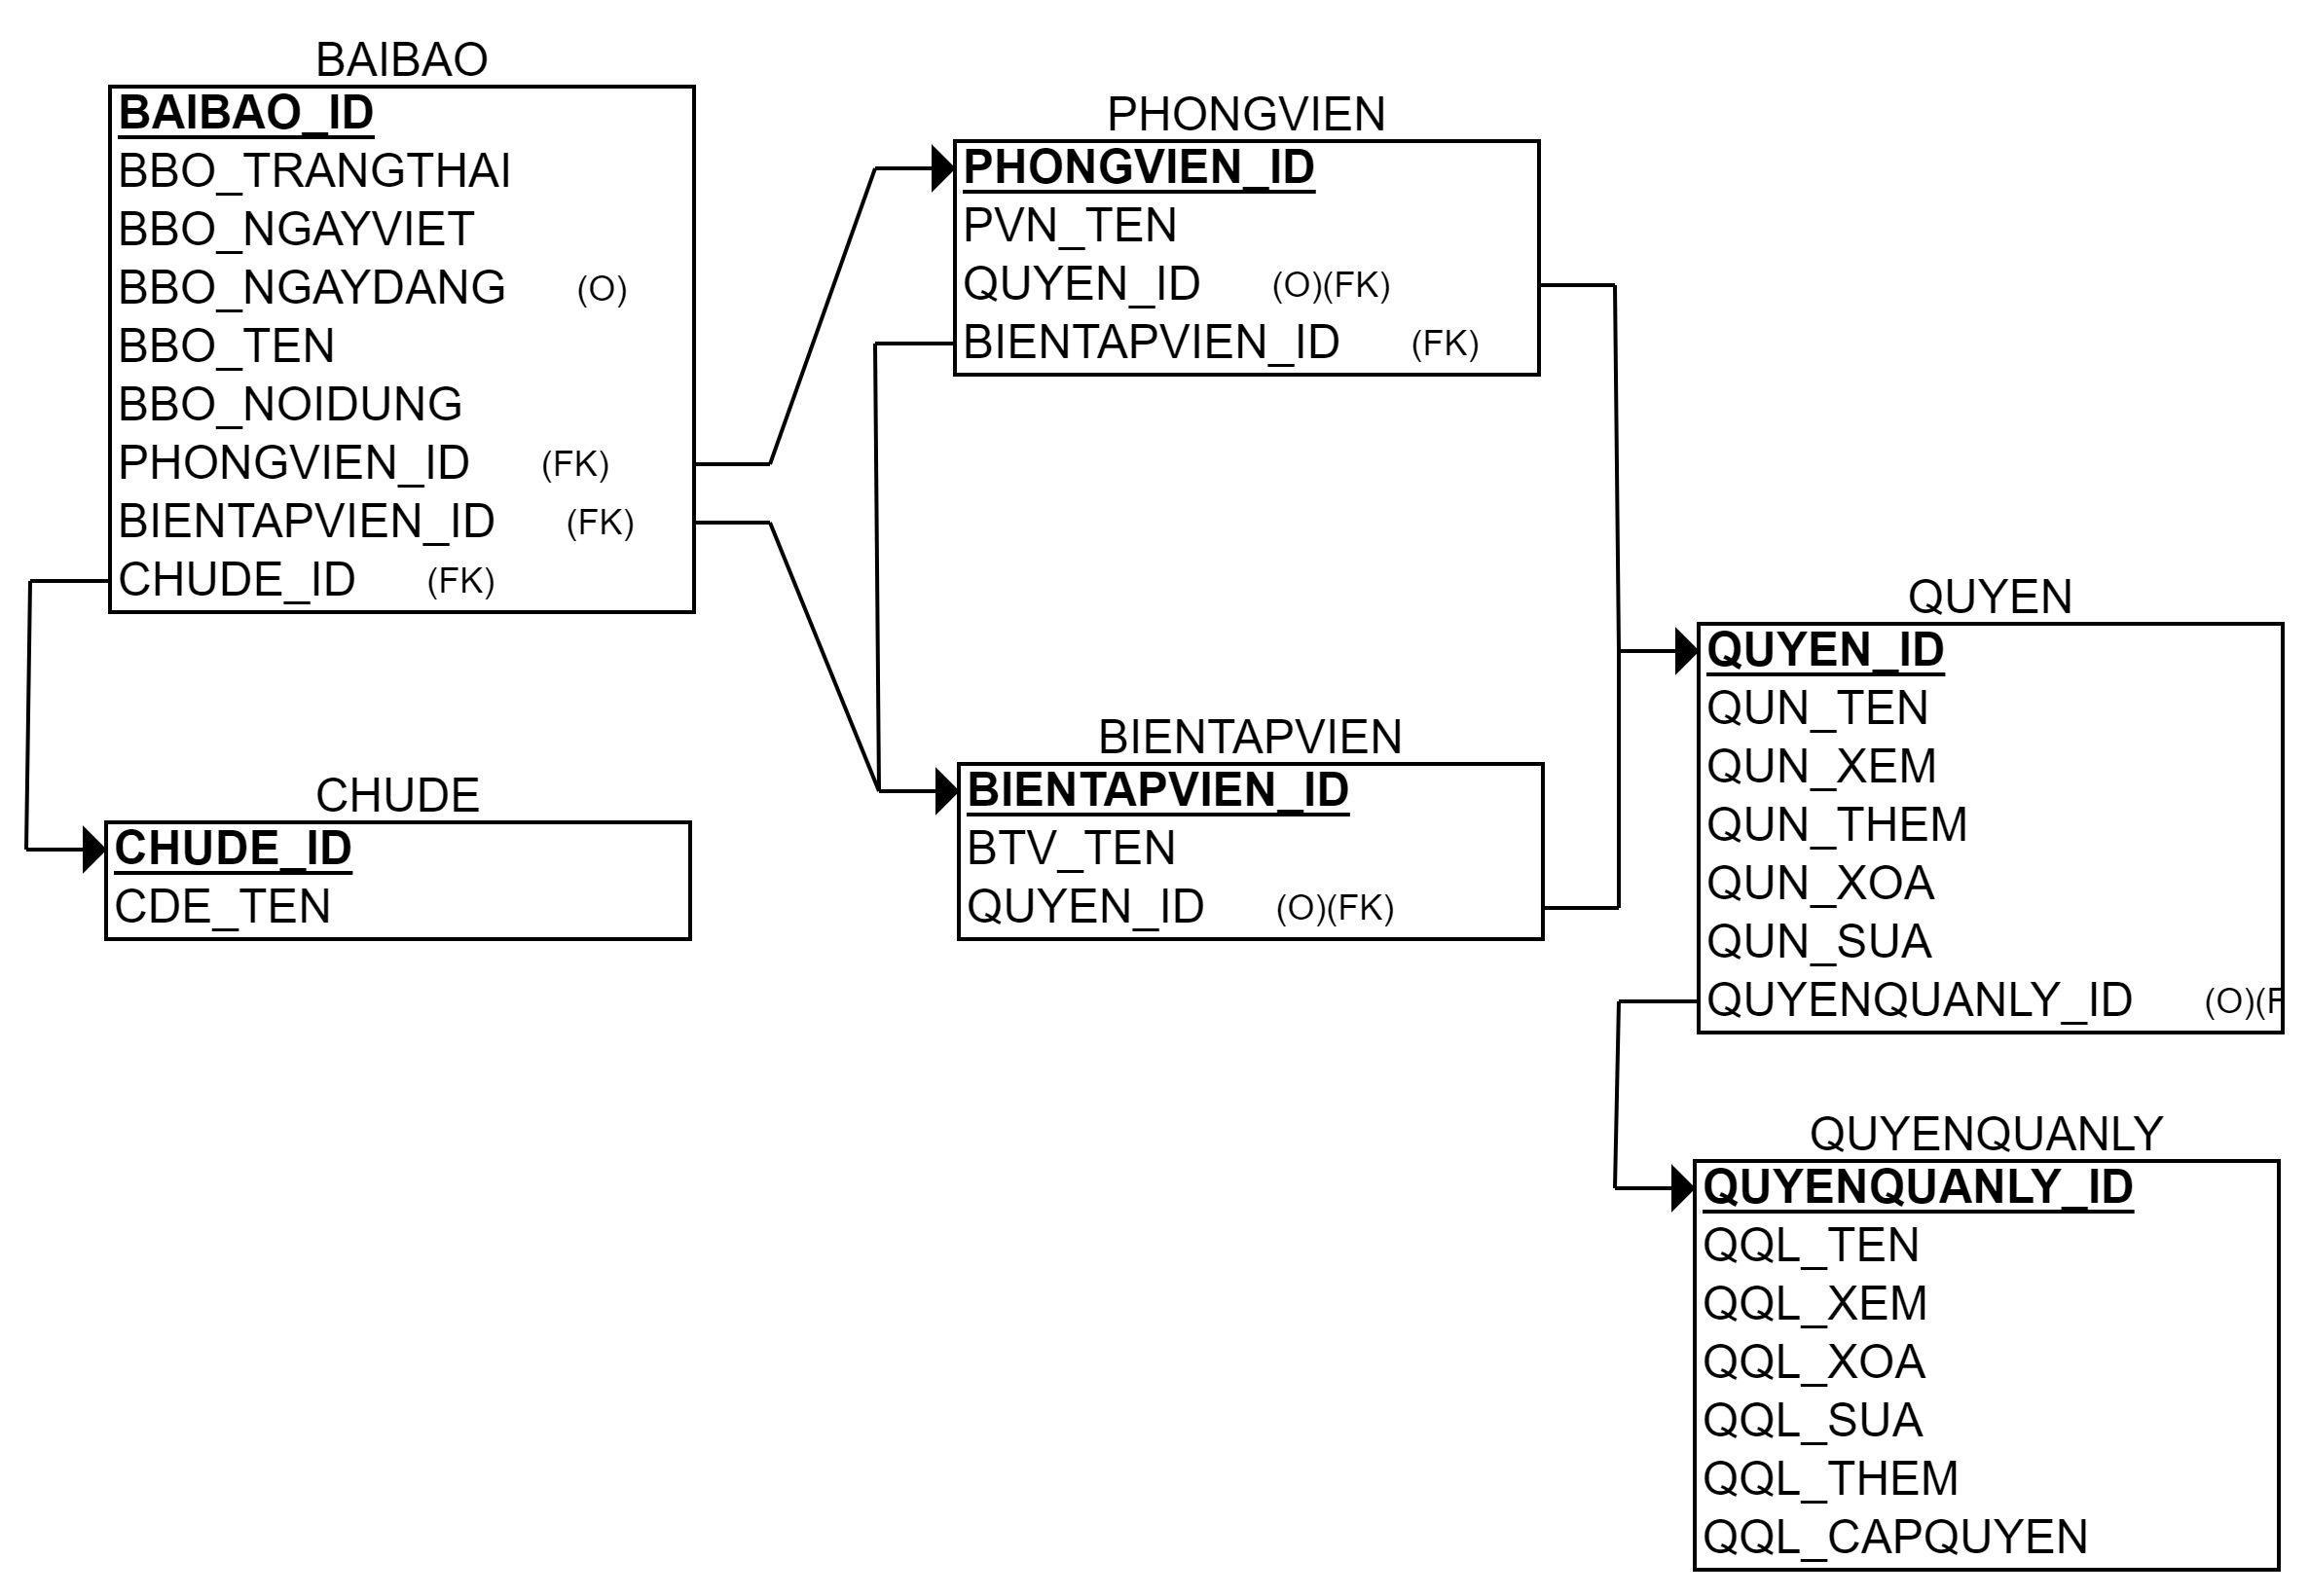 BAIBAO
BAIBAO_ID
BBO_TRANGTHAI
BBO_NGAYVIET
BBO_NGAYDANG (O)
BBO_TEN
BBO_NOIDUNG
PHONGVIEN_ID (FK)
BIENTAPVIEN_ID (FK)
CHUDE_ID (FK)
PHONGVIEN
PHONGVIEN_ID
PVN_TEN
QUYEN_ID (O)(FK)
BIENTAPVIEN_ID (FK)
CHUDE
CHUDE_ID
CDE_TEN
BIENTAPVIEN
BIENTAPVIEN_ID
BTV_TEN
QUYEN_ID (O)(FK)
QUYEN
QUYEN_ID
QUN_TEN
QUN_XEM
QUN_THEM
QUN_XOA
QUN_SUA
QUYENQUANLY_ID (O)(F
QUYENQUANLY
QUYENQUANLY_ID
QQL_TEN
QQL_XEM
QQL_XOA
QQL_SUA
QQL_THEM
QQL_CAPQUYEN